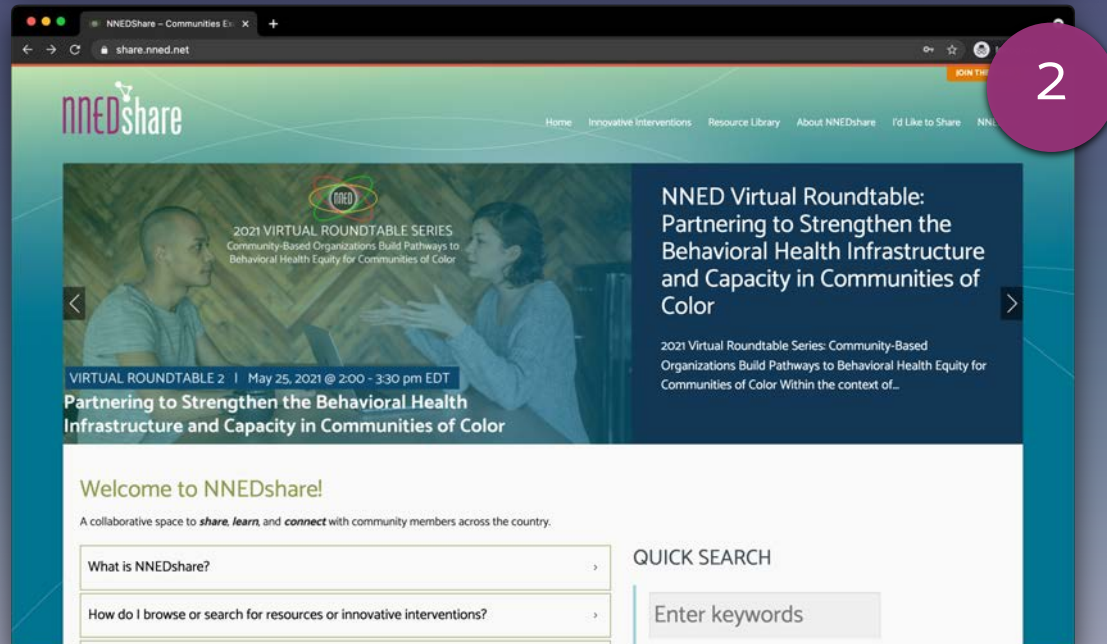 NNEDShare – Communities Ex
share.nned.net
2
JOIN TH
NNEDshare
Home Innovative Interventions Resource Library About NNEDshare I'd Like to Share
NNED
2021 VIRTUAL ROUNDTABLE SERIES
Community-Based Organizations Build Pathways to
Behavioral Health Equity for Communities of Color
VIRTUAL ROUNDTABLE 2 | May 25, 2021 @ 2:00 - 3:30 pm EDT
Partnering to Strengthen the Behavioral Health
Infrastructure and Capacity in Communities of Color
NNED Virtual Roundtable:
Partnering to Strengthen the
Behavioral Health Infrastructure
and Capacity in Communities of
Color
2021 Virtual Roundtable Series: Community-Based
Organizations Build Pathways to Behavioral Health Equity for
Communities of Color Within the context of...
Welcome to NNEDshare!
A collaborative space to share, learn, and connect with community members across the country.
What is NNEDshare?
How do I browse or search for resources or innovative interventions?
QUICK SEARCH
Enter keywords